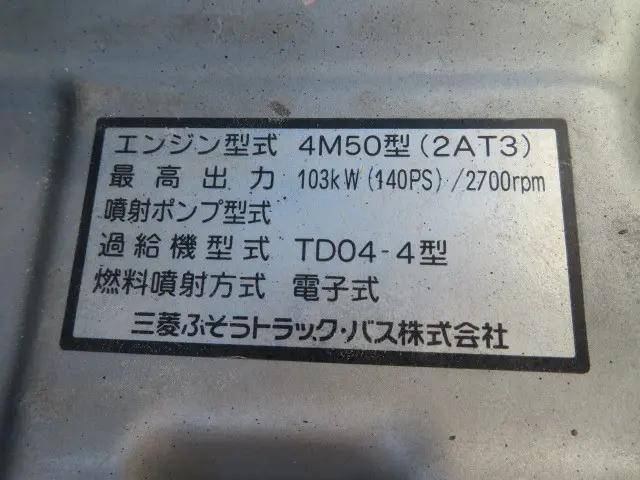 エンジン型式 4M50型(2AT3)
最高出力 103kW(140PS)/2700rpm
噴射ポンプ型式
過給機型式 TD04-4型
燃料噴射方式 電子式
三菱ふそうトラック・バス株式会社